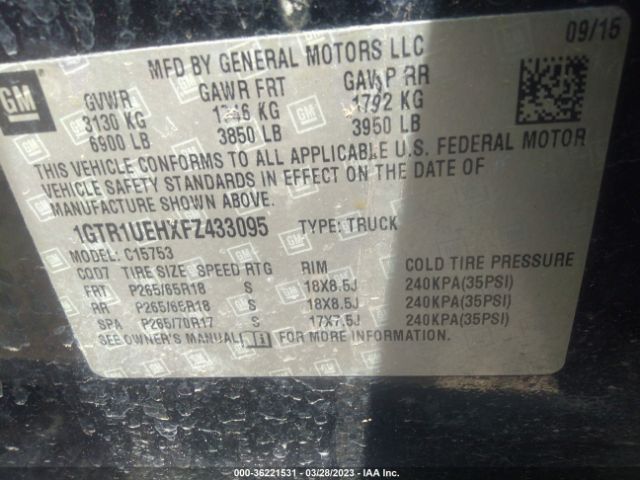 GM
MFD BY GENERAL MOTORS LLC 09/15
GVWR GAWR FRT GAWR RR
3130 KG 1746 KG 1792 KG
6900 LB 3850 LB 3950 LB
THIS VEHICLE CONFORMS TO ALL APPLICABLE U.S. FEDERAL MOTOR
VEHICLE SAFETY STANDARDS IN EFFECT ON THE DATE OF
MANUFACTURE SHOWN ABOVE.
1GTR1UEHXFZ433095 TYPE: TRUCK
MODEL: C15753
CO:07 TIRE SIZE SPEED RTG RIM COLD TIRE PRESSURE
FRT P265/65R18 S 18X8.5J 240KPA(35PSI)
RR P265/65R18 S 18X8.5J 240KPA(35PSI)
SPA P265/70R17 S 17X7.5J 240KPA(35PSI)
SEE OWNER'S MANUAL FOR MORE INFORMATION.
000-36221531 - 03/28/2023 - IAA Inc.